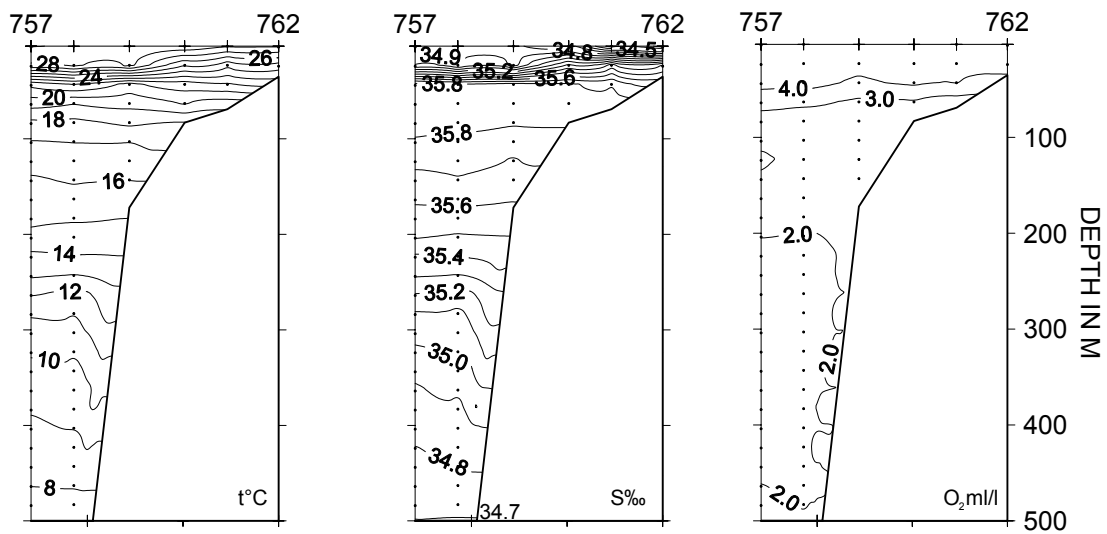 757 762 757 762 757 762
28 26 24 20 18 16 14 12 10 8 t°C
34.9 34.8 34.5 35.2 35.6 35.8 35.8 35.6 35.4 35.2 35.0 34.8 34.7 S‰
4.0 3.0 2.0 2.0 2.0 O₂ml/l
100
200
300
400
500
DEPTH IN M